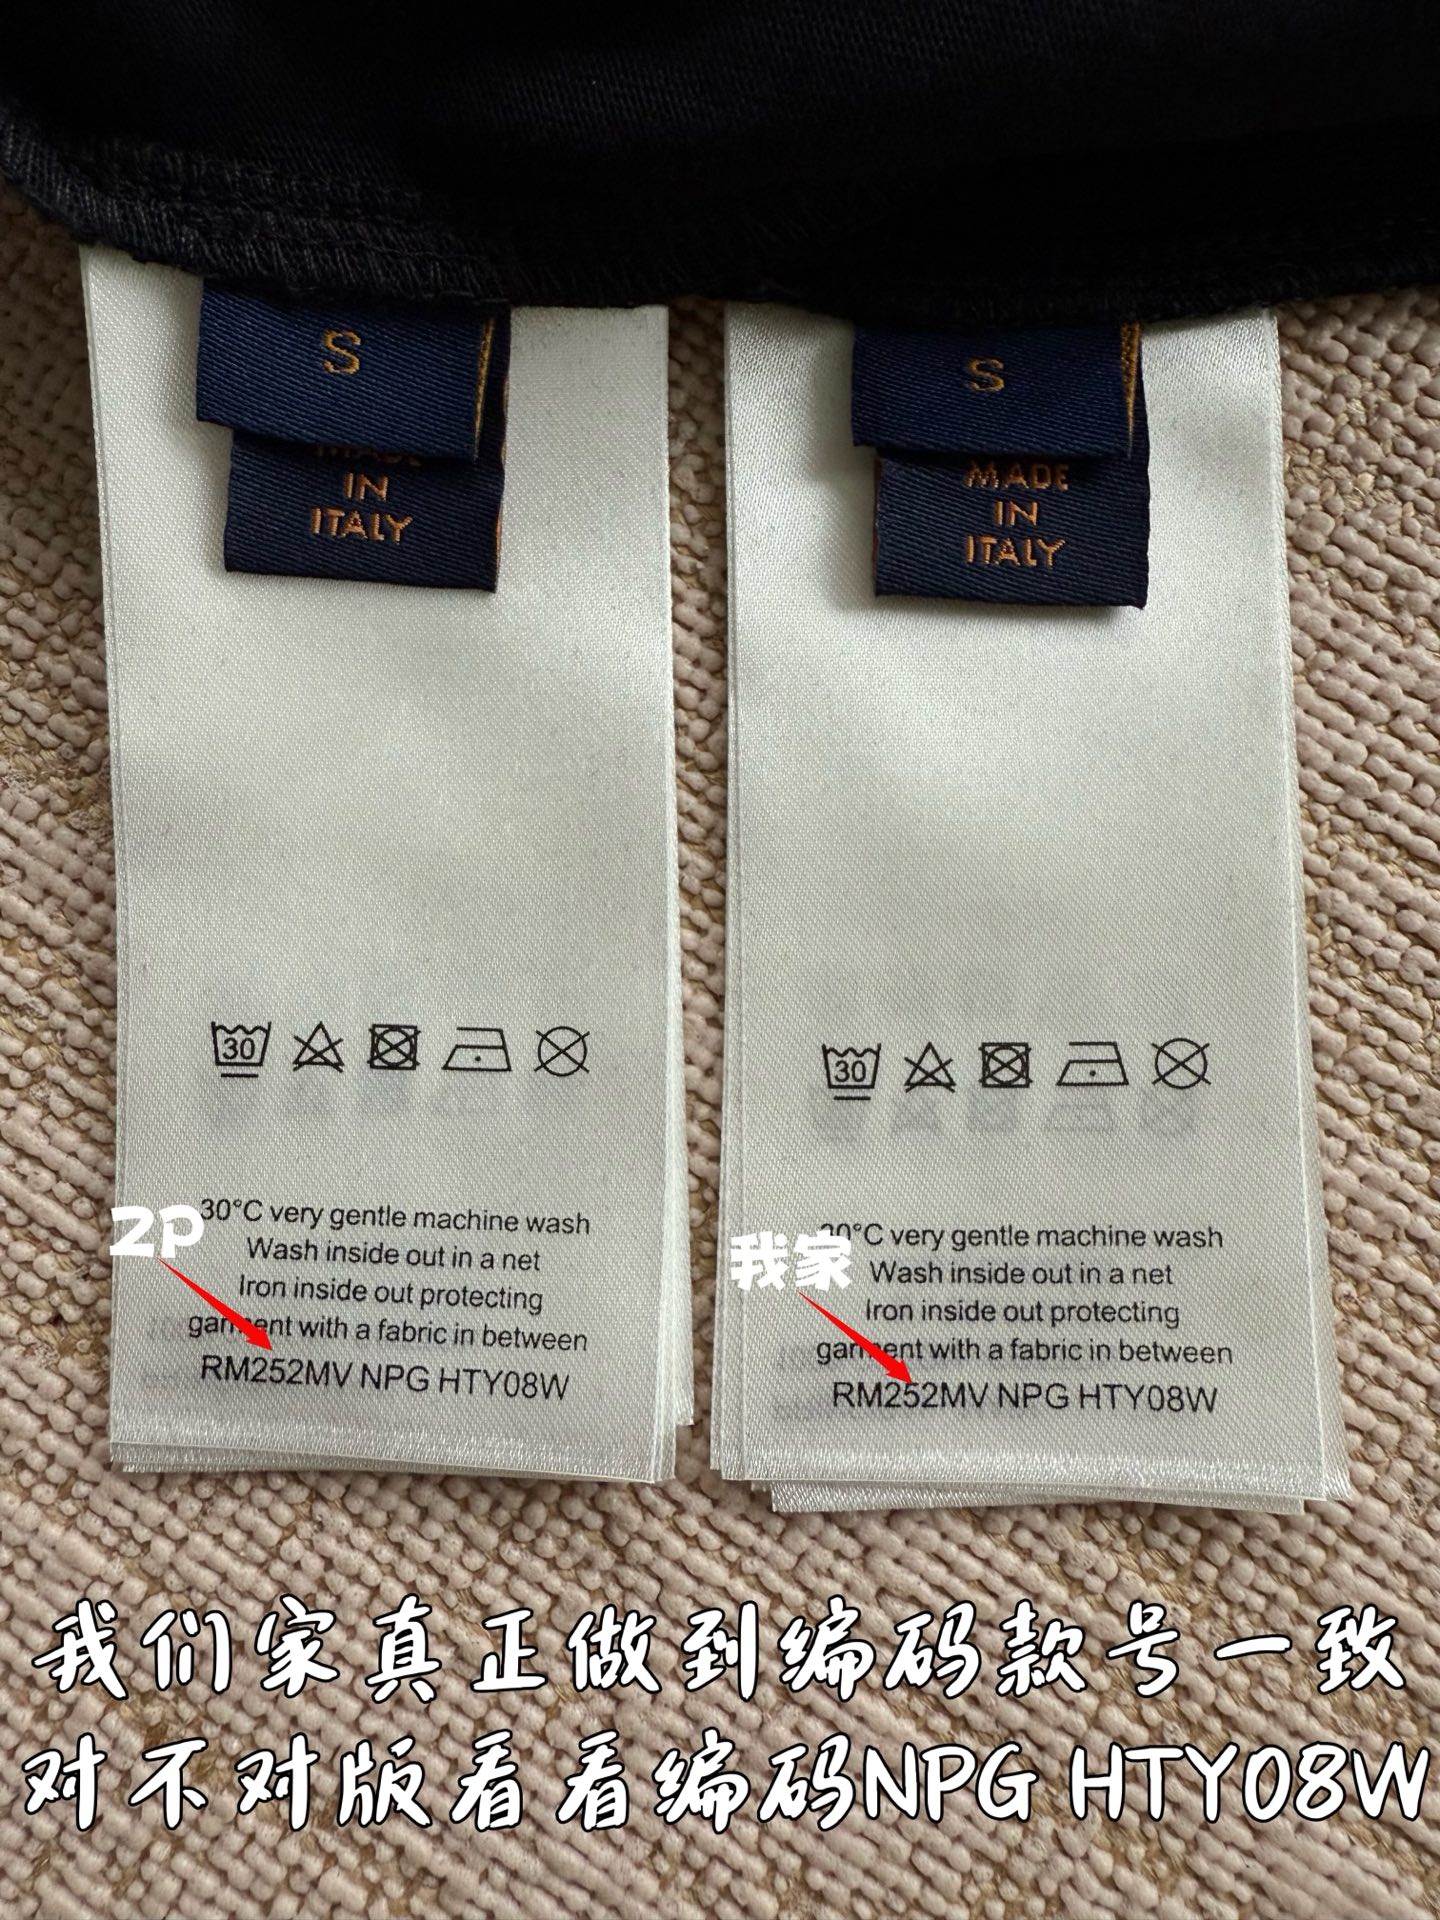 S
MADE
IN
ITALY
30
30°C very gentle machine wash
Wash inside out in a net
Iron inside out protecting
garment with a fabric in between
RM252MV NPG HTY08W
2P
S
MADE
IN
ITALY
30
30°C very gentle machine wash
Wash inside out in a net
Iron inside out protecting
garment with a fabric in between
RM252MV NPG HTY08W
我家
我们家真正做到编码款号一致
对不对版看看编码NPG HTY08W